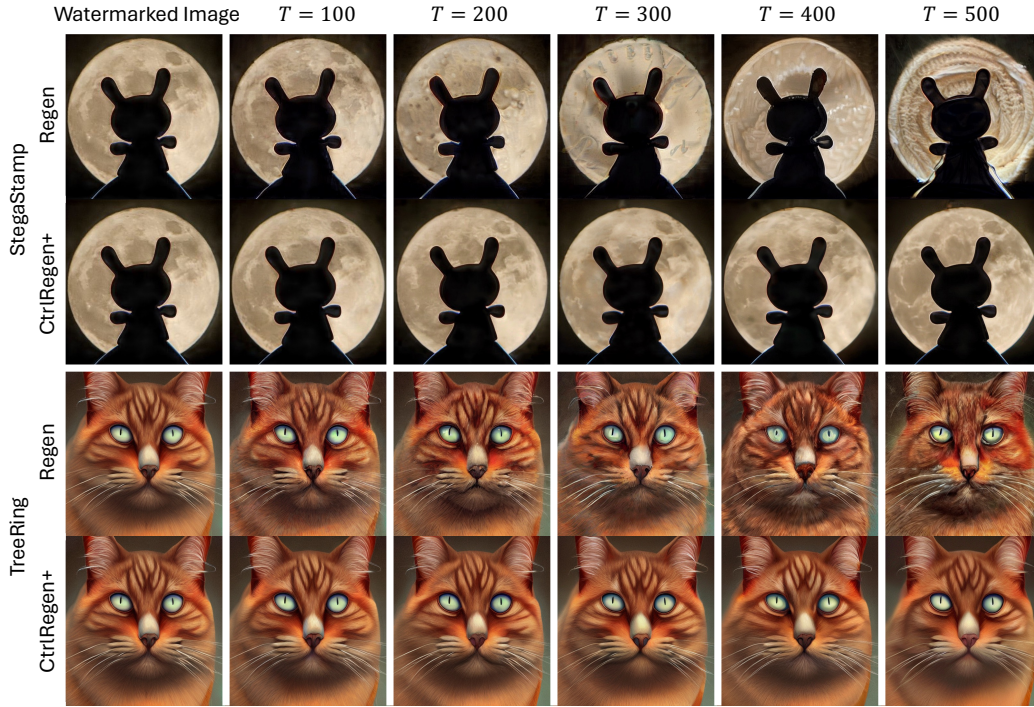 Watermarked Image T = 100 T = 200 T = 300 T = 400 T = 500
StegaStamp
Regen
CtrlRegen+
TreeRing
Regen
CtrlRegen+